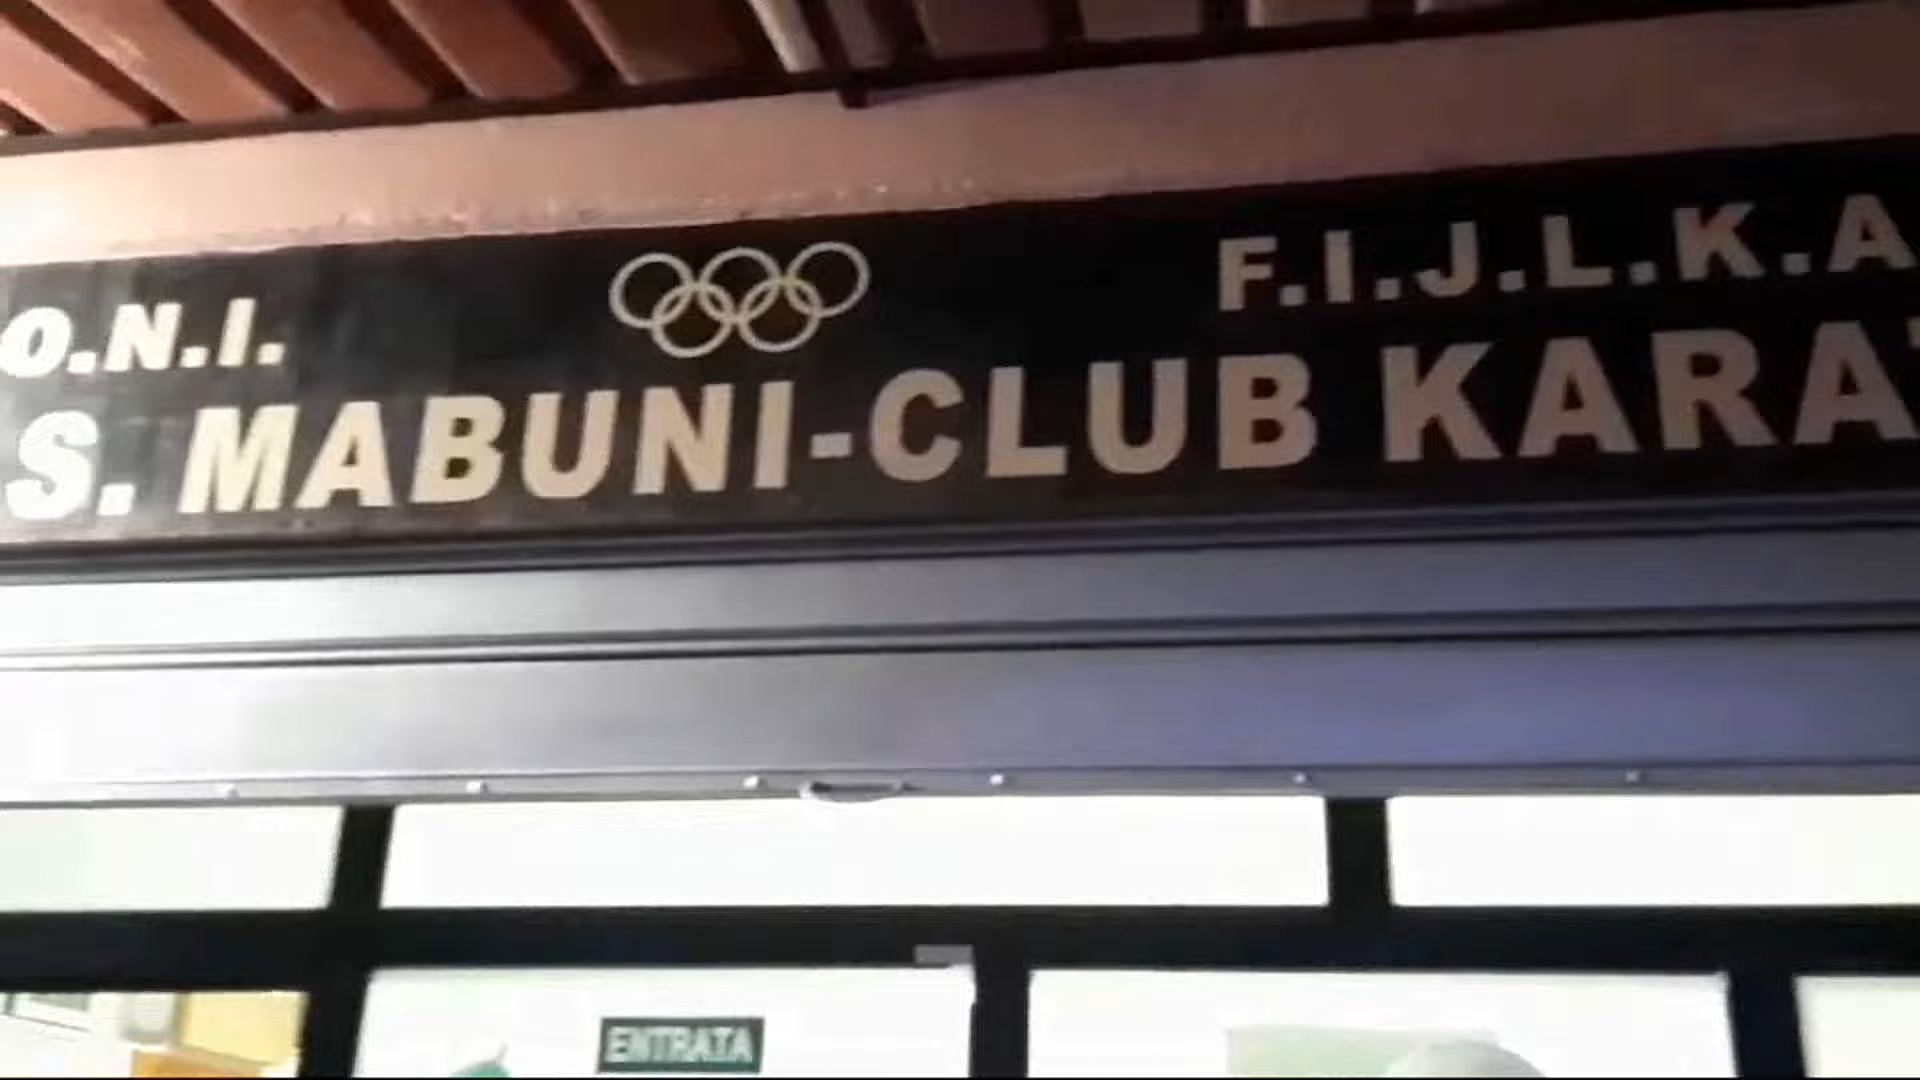 O.N.I.
F.I.J.L.K.A
S. MABUNI-CLUB KARA
ENTRATA